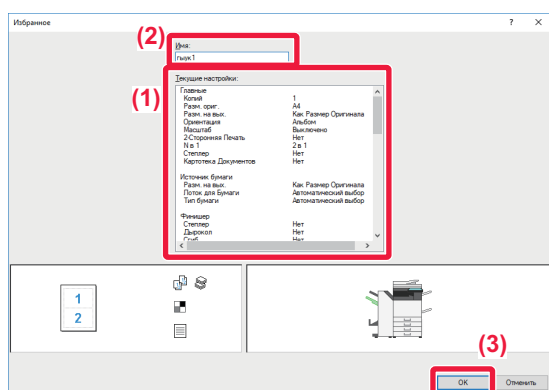 Избранное ? X
(2)
Имя:
гыук1
(1)
Текущие настройки:
Главные
Копий 1
Разм. ориг. A4
Разм. на вых. Как Размер Оригинала
Ориентация Альбом
Масштаб Выключено
2-Сторонняя Печать Нет
N в 1 2 в 1
Степлер Нет
Картотека Документов Нет
Источник бумаги
Разм. на вых. Как Размер Оригинала
Поток для Бумаги Автоматический выбор
Тип бумаги Автоматический выбор
Финишер
Степлер Нет
Дырокол Нет
Сгиб Нет
1
2
(3)
OK Отменить